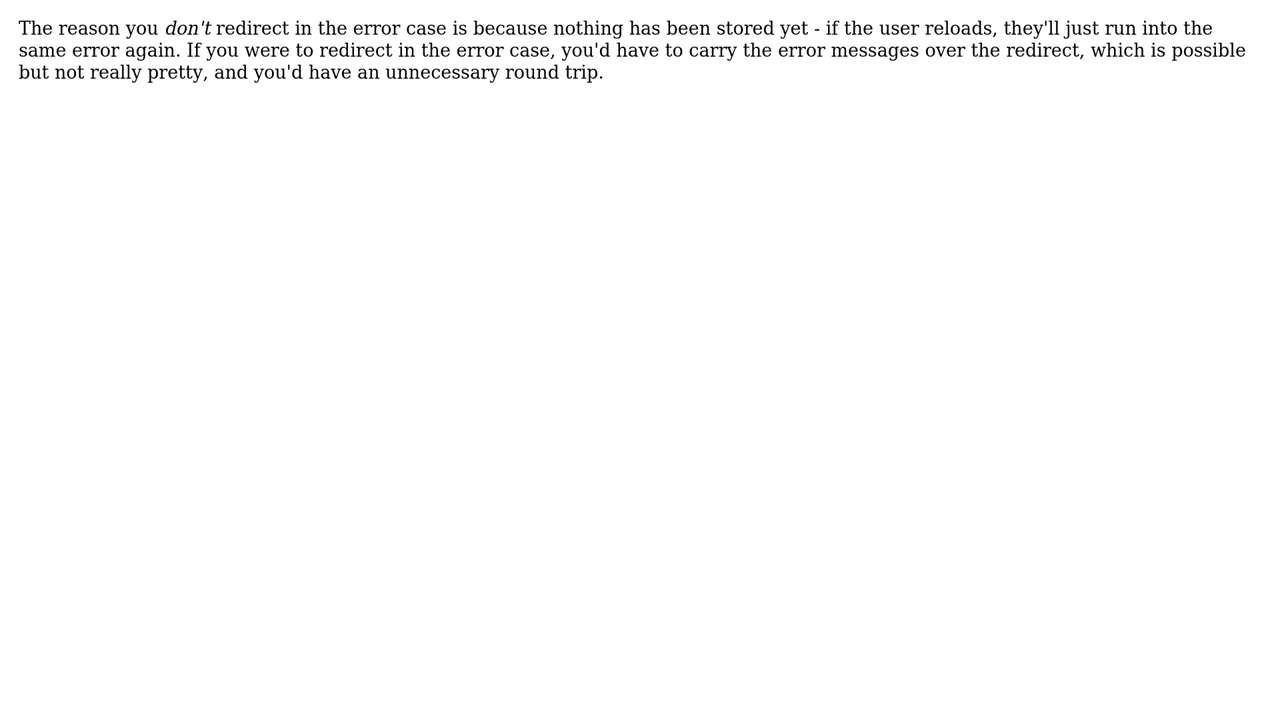 The reason you don't redirect in the error case is because nothing has been stored yet - if the user reloads, they'll just run into the
same error again. If you were to redirect in the error case, you'd have to carry the error messages over the redirect, which is possible
but not really pretty, and you'd have an unnecessary round trip.